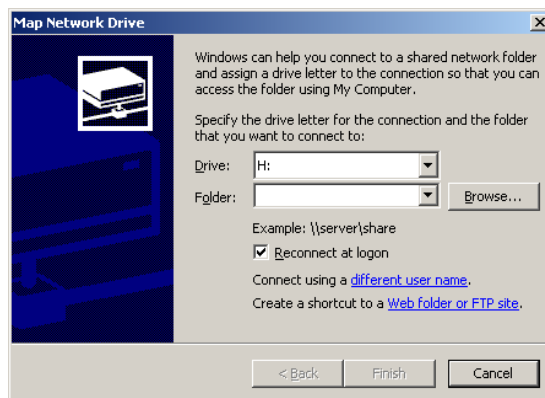 Map Network Drive
Windows can help you connect to a shared network folder
and assign a drive letter to the connection so that you can
access the folder using My Computer.
Specify the drive letter for the connection and the folder
that you want to connect to:
Drive: H:
Folder: Browse...
Example: \\server\share
Reconnect at logon
Connect using a different user name.
Create a shortcut to a Web folder or FTP site.
< Back Finish Cancel